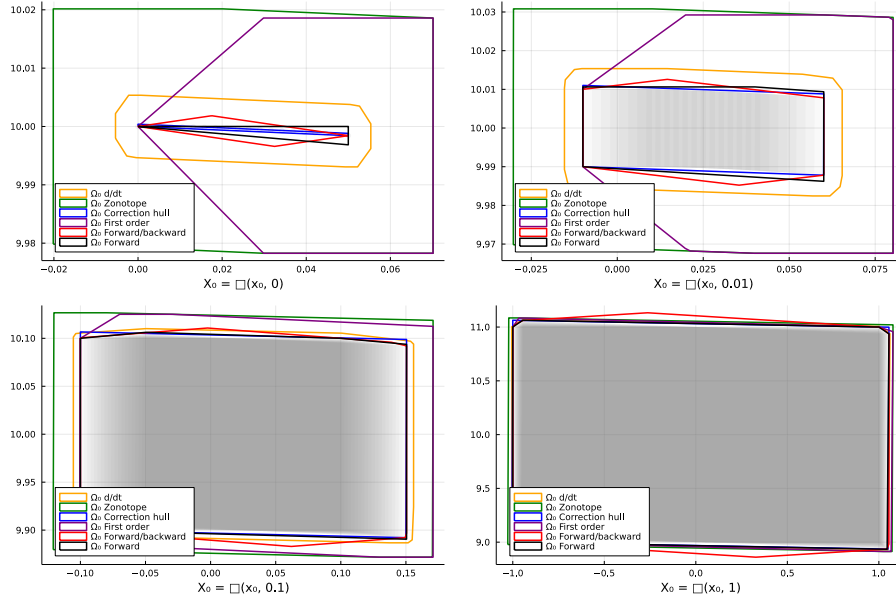 10.02
10.01
10.00
9.99
9.98
Ω₀ d/dt
Ω₀ Zonotope
Ω₀ Correction hull
Ω₀ First order
Ω₀ Forward/backward
Ω₀ Forward
−0.02
0.00
0.02
0.04
0.06
X₀ = □(x₀, 0)
10.03
10.02
10.01
10.00
9.99
9.98
9.97
Ω₀ d/dt
Ω₀ Zonotope
Ω₀ Correction hull
Ω₀ First order
Ω₀ Forward/backward
Ω₀ Forward
−0.025
0.000
0.025
0.050
0.075
X₀ = □(x₀, 0.01)
10.10
10.05
10.00
9.95
9.90
Ω₀ d/dt
Ω₀ Zonotope
Ω₀ Correction hull
Ω₀ First order
Ω₀ Forward/backward
Ω₀ Forward
−0.10
−0.05
0.00
0.05
0.10
0.15
X₀ = □(x₀, 0.1)
11.0
10.5
10.0
9.5
9.0
Ω₀ d/dt
Ω₀ Zonotope
Ω₀ Correction hull
Ω₀ First order
Ω₀ Forward/backward
Ω₀ Forward
−1.0
−0.5
0.0
0.5
1.0
X₀ = □(x₀, 1)